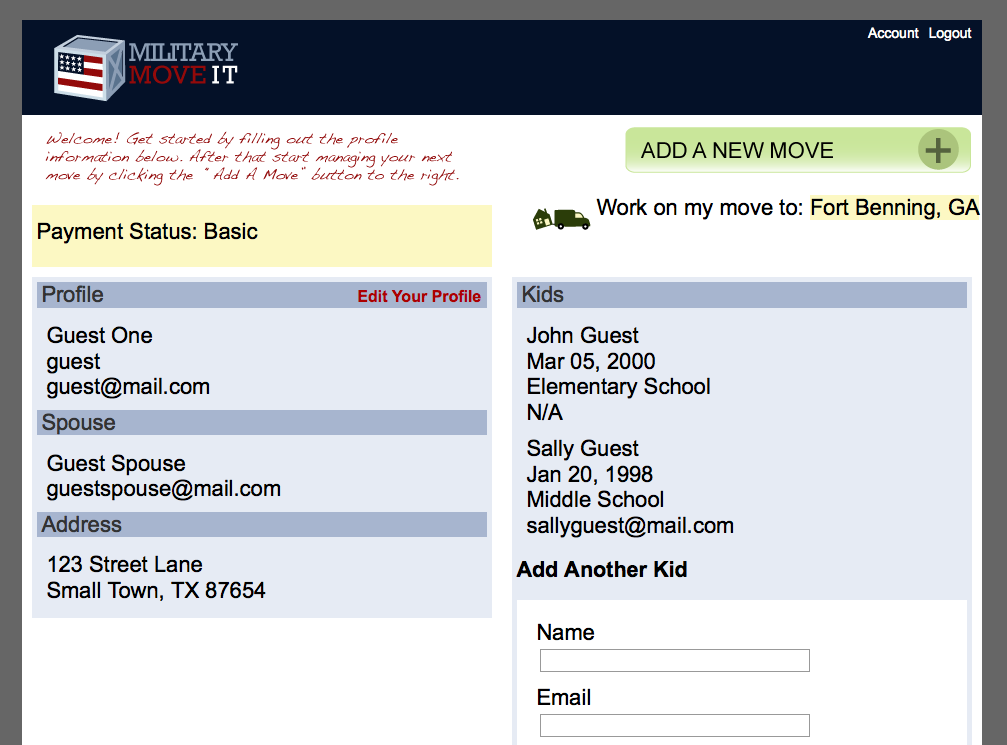 Account Logout
MILITARY
MOVE IT
Welcome! Get started by filling out the profile
information below. After that start managing your next
move by clicking the "Add A Move" button to the right.
ADD A NEW MOVE
Work on my move to: Fort Benning, GA
Payment Status: Basic
Profile
Edit Your Profile
Guest One
guest
guest@mail.com
Spouse
Guest Spouse
guestspouse@mail.com
Address
123 Street Lane
Small Town, TX 87654
Kids
John Guest
Mar 05, 2000
Elementary School
N/A
Sally Guest
Jan 20, 1998
Middle School
sallyguest@mail.com
Add Another Kid
Name
Email